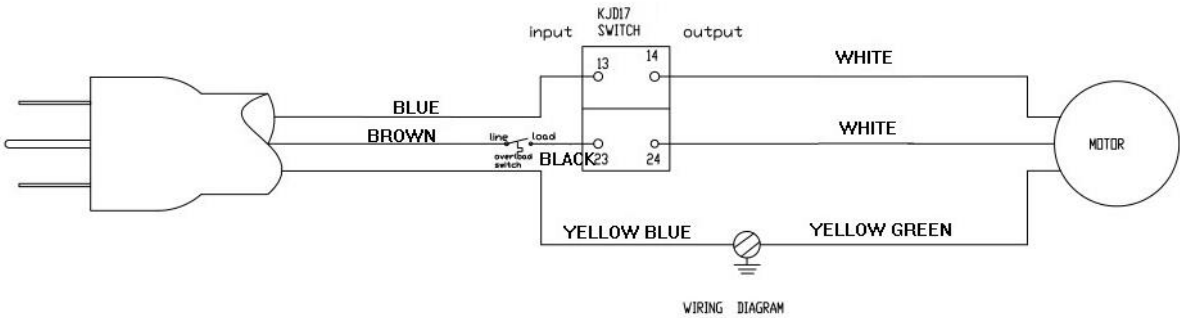 KJD17
input SWITCH output
13 14
WHITE
BLUE
BROWN
line load
overload
switch
BLACK
23 24
WHITE
MOTOR
YELLOW BLUE
YELLOW GREEN
WIRING DIAGRAM